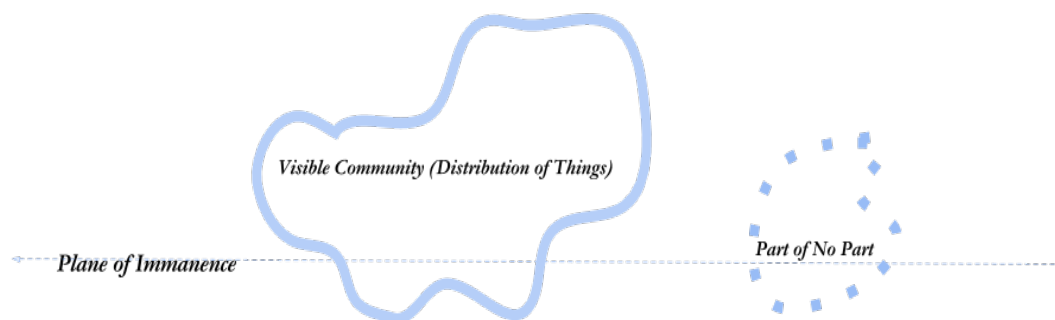 Visible Community (Distribution of Things)
Part of No Part
Plane of Immanence